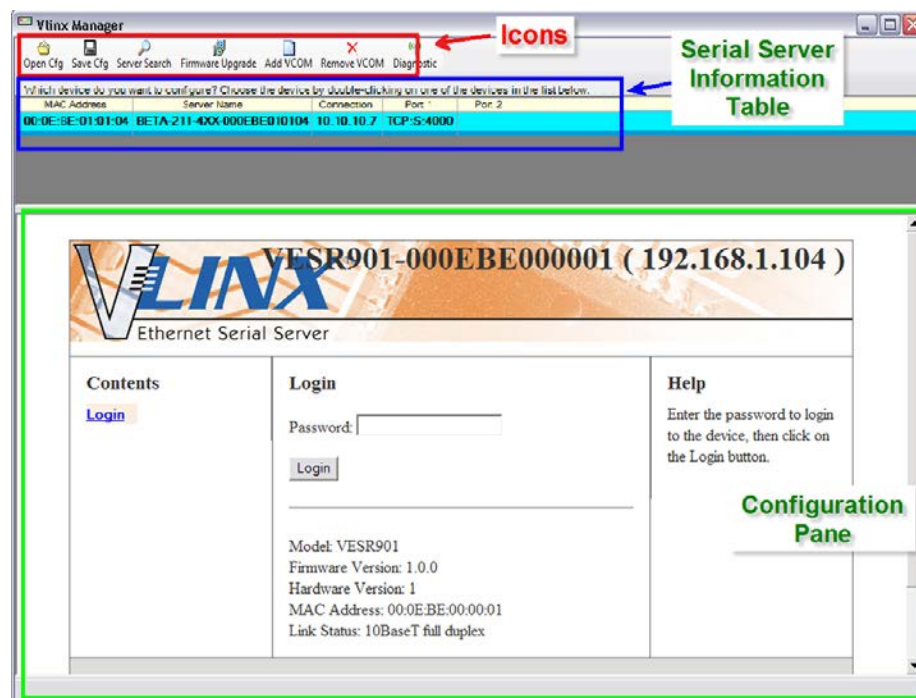 Vlinx Manager
Icons
Open Cfg Save Cfg Server Search Firmware Upgrade Add VCOM Remove VCOM Diagnostic
Serial Server
Information
Table
Which device do you want to configure? Choose the device by double-clicking on one of the devices in the list below.
MAC Address Server Name Connection Port 1 Port 2
00:0E:BE:01:01:04 BETA-211-4XX-000EBE010104 10.10.10.7 TCP:S:4000
VLINX
VESR901-000EBE000001 ( 192.168.1.104 )
Ethernet Serial Server
Contents
Login
Login
Password:
Login
Model: VESR901
Firmware Version: 1.0.0
Hardware Version: 1
MAC Address: 00:0E:BE:00:00:01
Link Status: 10BaseT full duplex
Help
Enter the password to login
to the device, then click on
the Login button.
Configuration
Pane